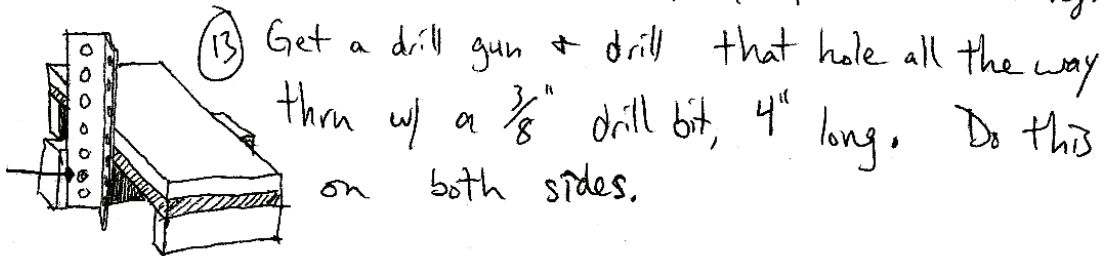 (13) Get a drill gun & drill that hole all the way
thru w/ a 3/8" drill bit, 4" long. Do this
on both sides.